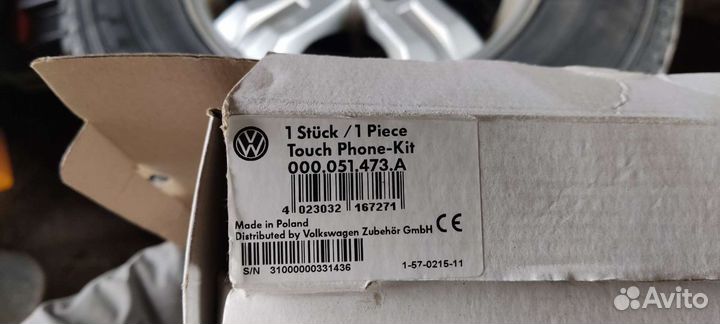 1 Stück / 1 Piece
Touch Phone-Kit
000.051.473.A
4 023032 167271
Made in Poland
Distributed by Volkswagen Zubehör GmbH CE
S/N 31000000331436
1-57-0215-11
Avito